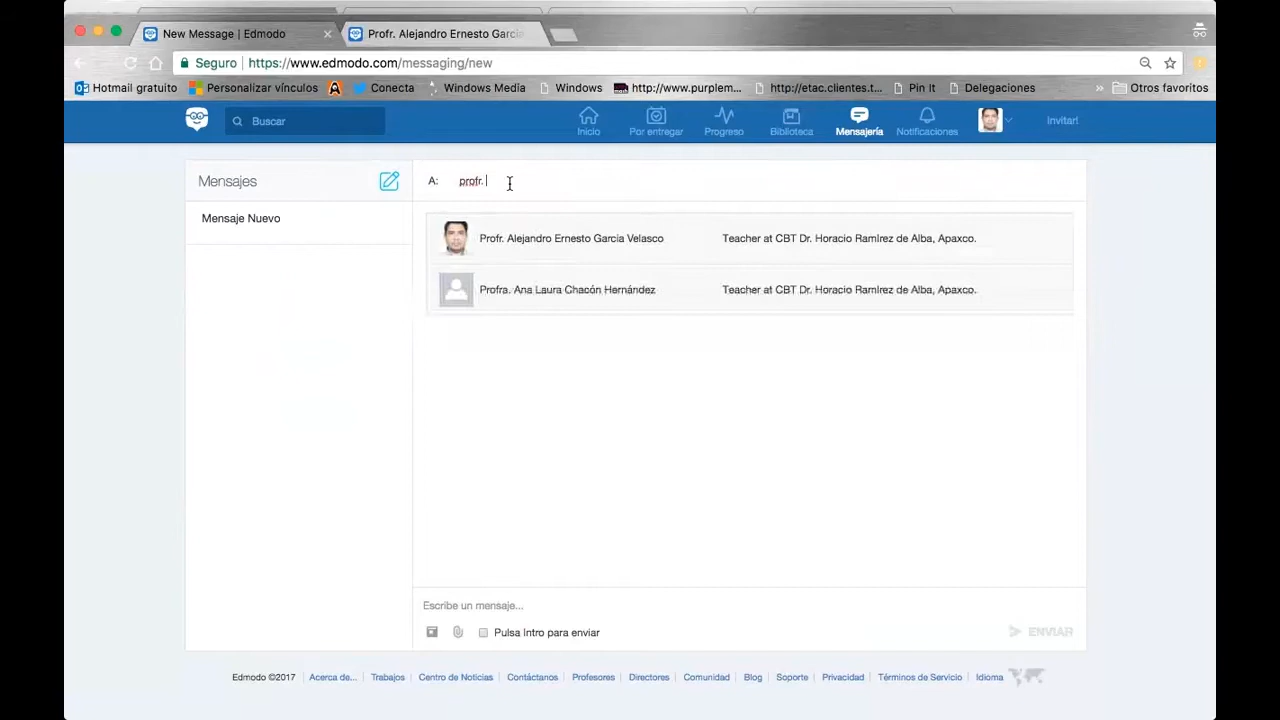 New Message | Edmodo
Profr. Alejandro Ernesto García
Seguro https://www.edmodo.com/messaging/new
Hotmail gratuito Personalizar vínculos Conecta Windows Media Windows http://www.purplem... http://etac.clientes.t... Pin It Delegaciones » Otros favoritos
Buscar
Inicio Por entregar Progreso Biblioteca Mensajería Notificaciones Invitar!
Mensajes
A: profr.
Mensaje Nuevo
Profr. Alejandro Ernesto García Velasco Teacher at CBT Dr. Horacio Ramírez de Alba, Apaxco.
Profra. Ana Laura Chacón Hernández Teacher at CBT Dr. Horacio Ramírez de Alba, Apaxco.
Escribe un mensaje...
Pulsa Intro para enviar
ENVIAR
Edmodo ©2017 Acerca de... Trabajos Centro de Noticias Contáctanos Profesores Directores Comunidad Blog Soporte Privacidad Términos de Servicio Idioma